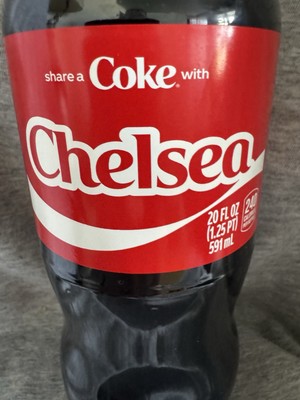 share a Coke with
Chelsea
20 FL OZ
(1.25 PT)
591 mL
240